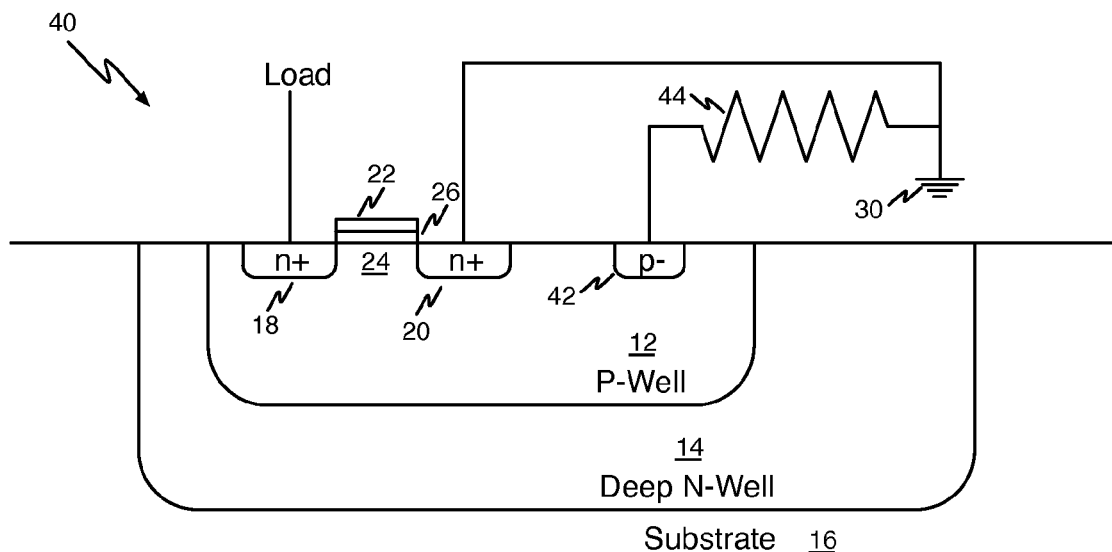 40
Load
44
22
26
30
n+
24
n+
p-
42
18
20
12
P-Well
14
Deep N-Well
Substrate 16